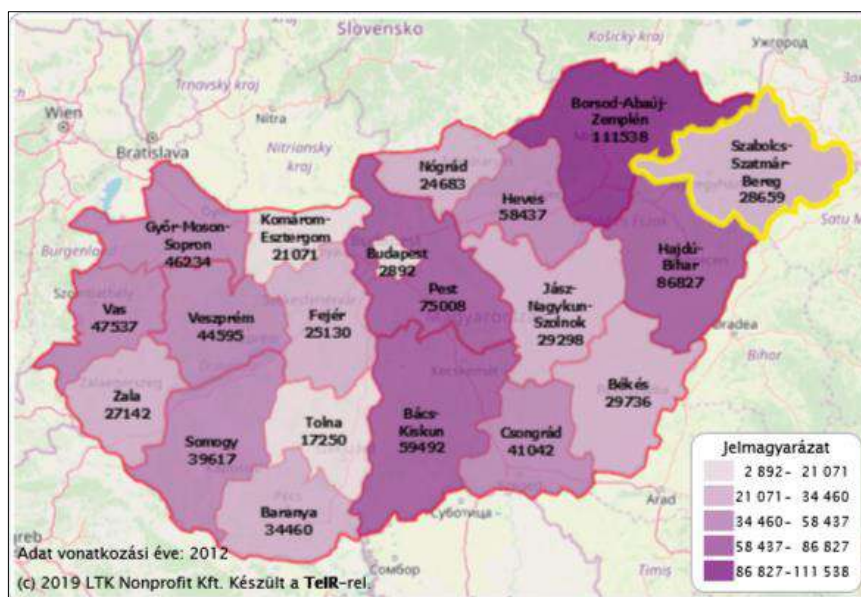 Slovensko
Košický kraj
Ужгород
Trnavský kraj
Wien
Nitra
Nitriansky
kraj
Bratislava
Borsod-Abaúj-
Zemplén
111538
Szabolcs-
Szatmár-
Bereg
28659
Nógrád
24683
Heves
58437
Satu M
Győr-Moson-
Sopron
46234
Komárom-
Esztergom
21071
Burgenland
Budapest
2892
Pest
75008
Hajdú-
Bihar
86827
Jász-
Nagykun-
Szolnok
29298
Vas
47537
Veszprém
44595
Fejér
25130
Oradea
Bihor
Zala
27142
Békés
29736
Tolna
17250
Bács-
Kiskun
59492
Somogy
39617
Csongrád
41042
Baranya
34460
Суботица
Arad
Сомбор
Timiș
Jelmagyarázat
2 892- 21 071
21 071- 34 460
34 460- 58 437
58 437- 86 827
86 827-111 538
Adat vonatkozási éve: 2012
(c) 2019 LTK Nonprofit Kft. Készült a TeIR-rel.